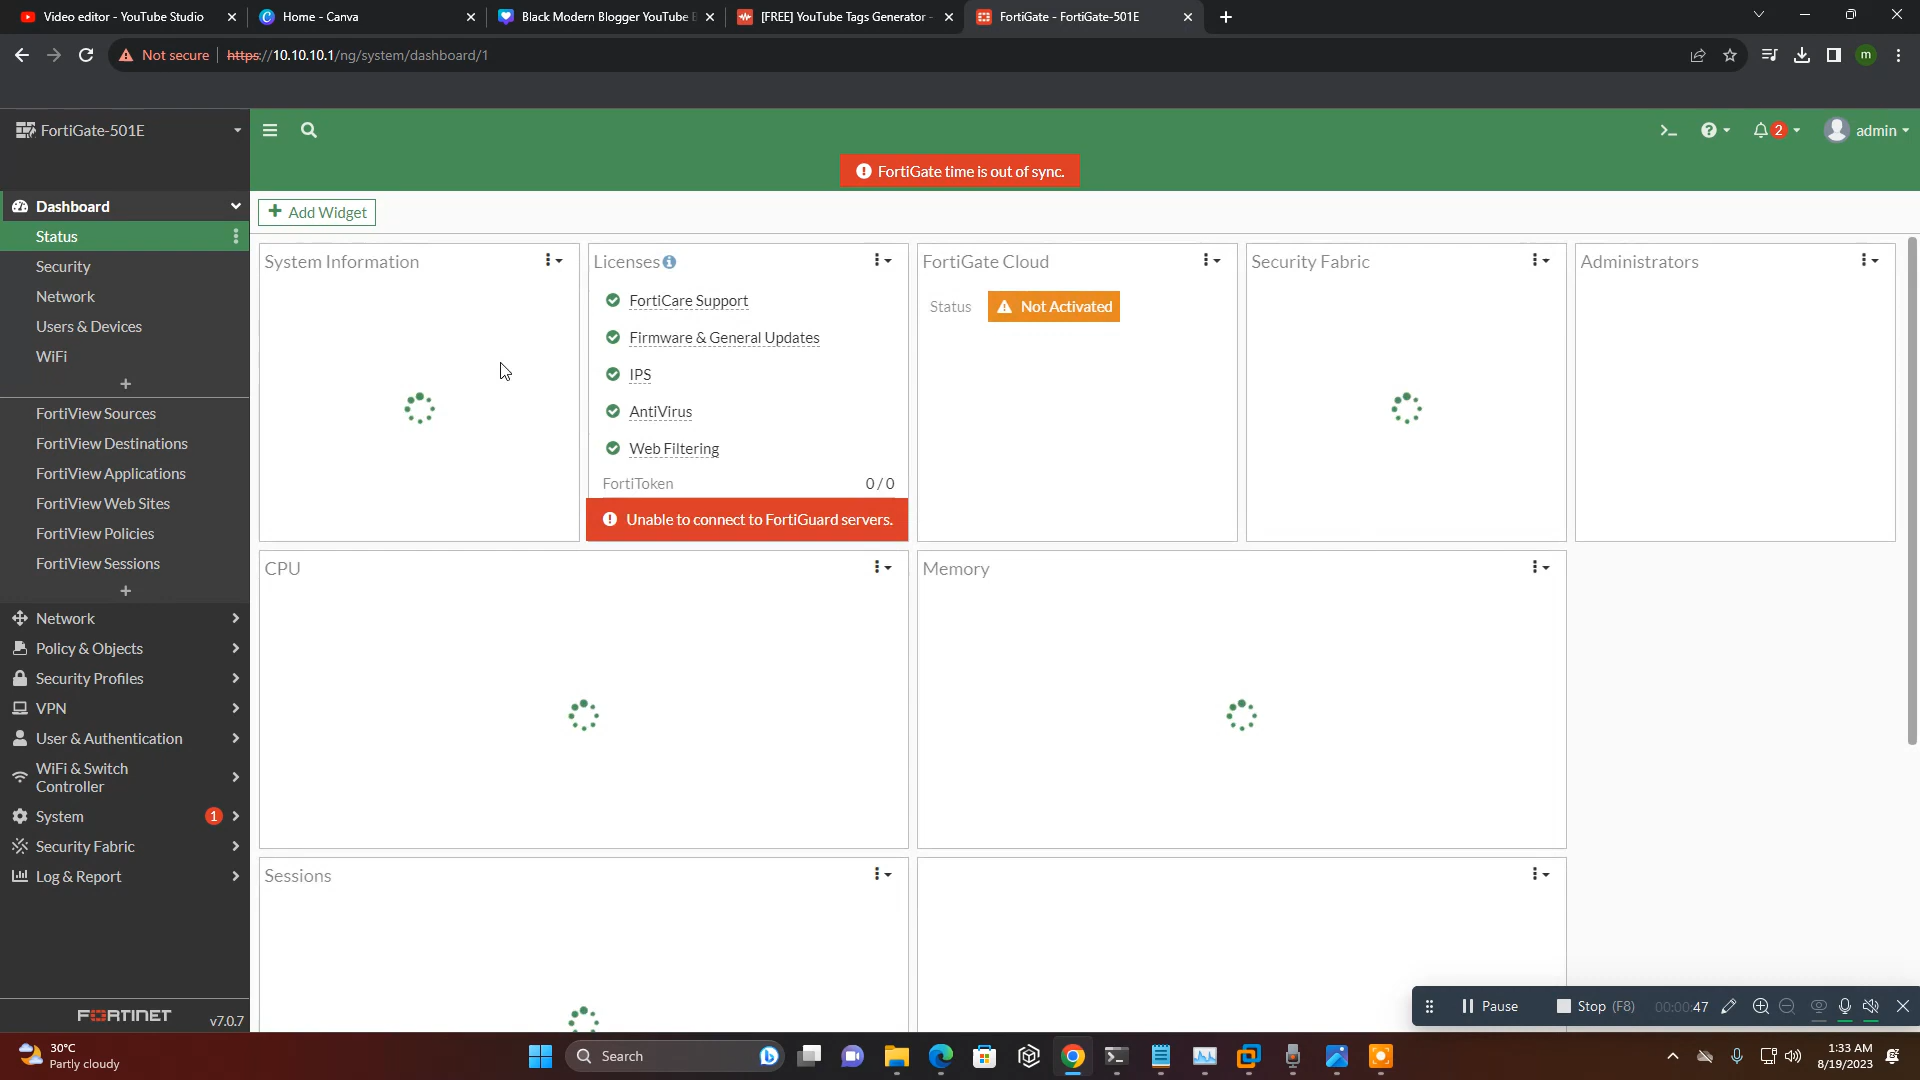 Video editor - YouTube Studio
Home - Canva
Black Modern Blogger YouTube B
[FREE] YouTube Tags Generator -
FortiGate - FortiGate-501E
Not secure
https://10.10.10.1/ng/system/dashboard/1
m
FortiGate-501E
2
admin
FortiGate time is out of sync.
Dashboard
Status
Security
Network
Users & Devices
WiFi
FortiView Sources
FortiView Destinations
FortiView Applications
FortiView Web Sites
FortiView Policies
FortiView Sessions
Network
Policy & Objects
Security Profiles
VPN
User & Authentication
WiFi & Switch
Controller
System
1
Security Fabric
Log & Report
FORTINET
v7.0.7
+ Add Widget
System Information
Licenses
FortiCare Support
Firmware & General Updates
IPS
AntiVirus
Web Filtering
FortiToken
0 / 0
Unable to connect to FortiGuard servers.
FortiGate Cloud
Status
Not Activated
Security Fabric
Administrators
CPU
Memory
Sessions
Pause
Stop (F8)
00:00:47
30°C
Partly cloudy
Search
1:33 AM
8/19/2023